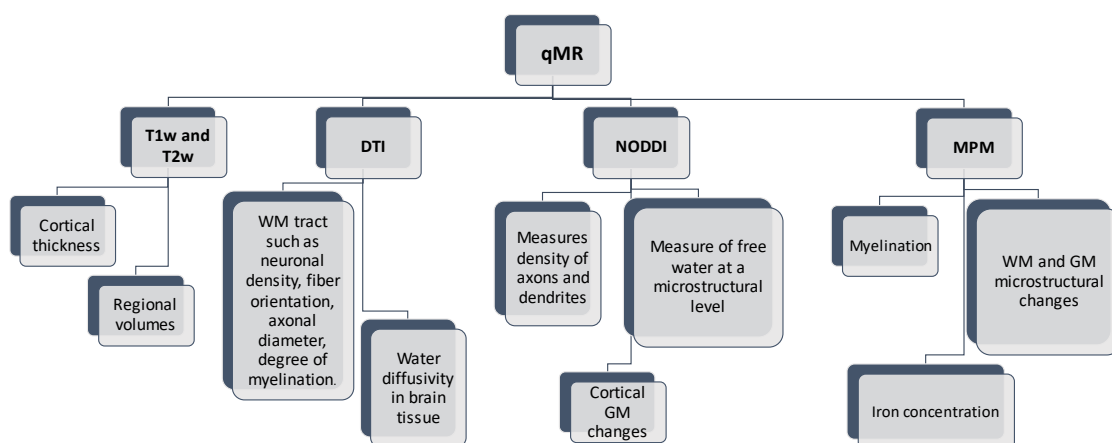 qMR
T1w and
T2w
DTI
NODDI
MPM
Cortical
thickness
Regional
volumes
WM tract
such as
neuronal
density, fiber
orientation,
axonal
diameter,
degree of
myelination.
Water
diffusivity
in brain
tissue
Measures
density of
axons and
dendrites
Measure of free
water at a
microstructural
level
Cortical
GM
changes
Myelination
WM and GM
microstructural
changes
Iron concentration